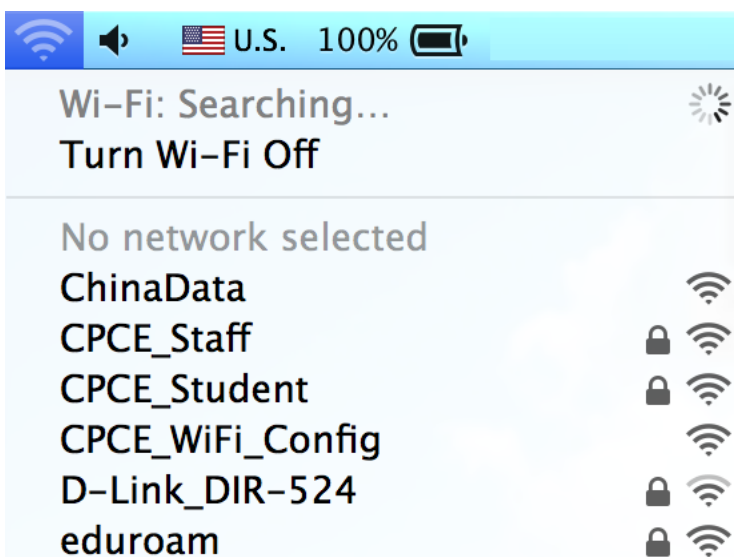 U.S. 100%
Wi-Fi: Searching...
Turn Wi-Fi Off
No network selected
ChinaData
CPCE_Staff
CPCE_Student
CPCE_WiFi_Config
D-Link_DIR-524
eduroam